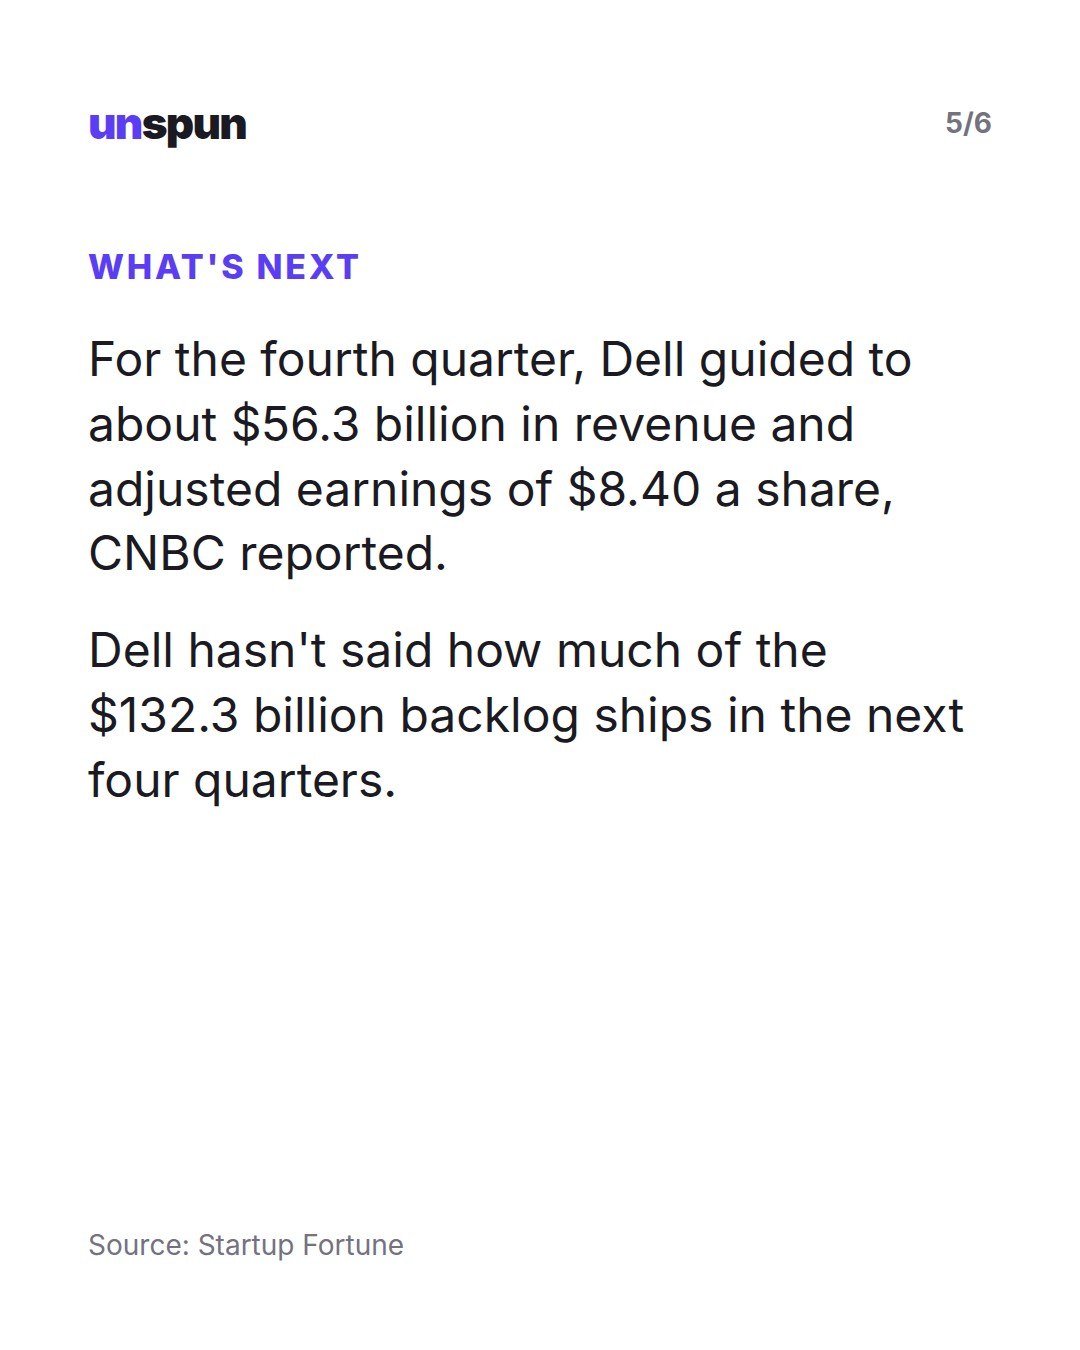 unspun
5/6
WHAT'S NEXT
For the fourth quarter, Dell guided to
about $56.3 billion in revenue and
adjusted earnings of $8.40 a share,
CNBC reported.
Dell hasn't said how much of the
$132.3 billion backlog ships in the next
four quarters.
Source: Startup Fortune